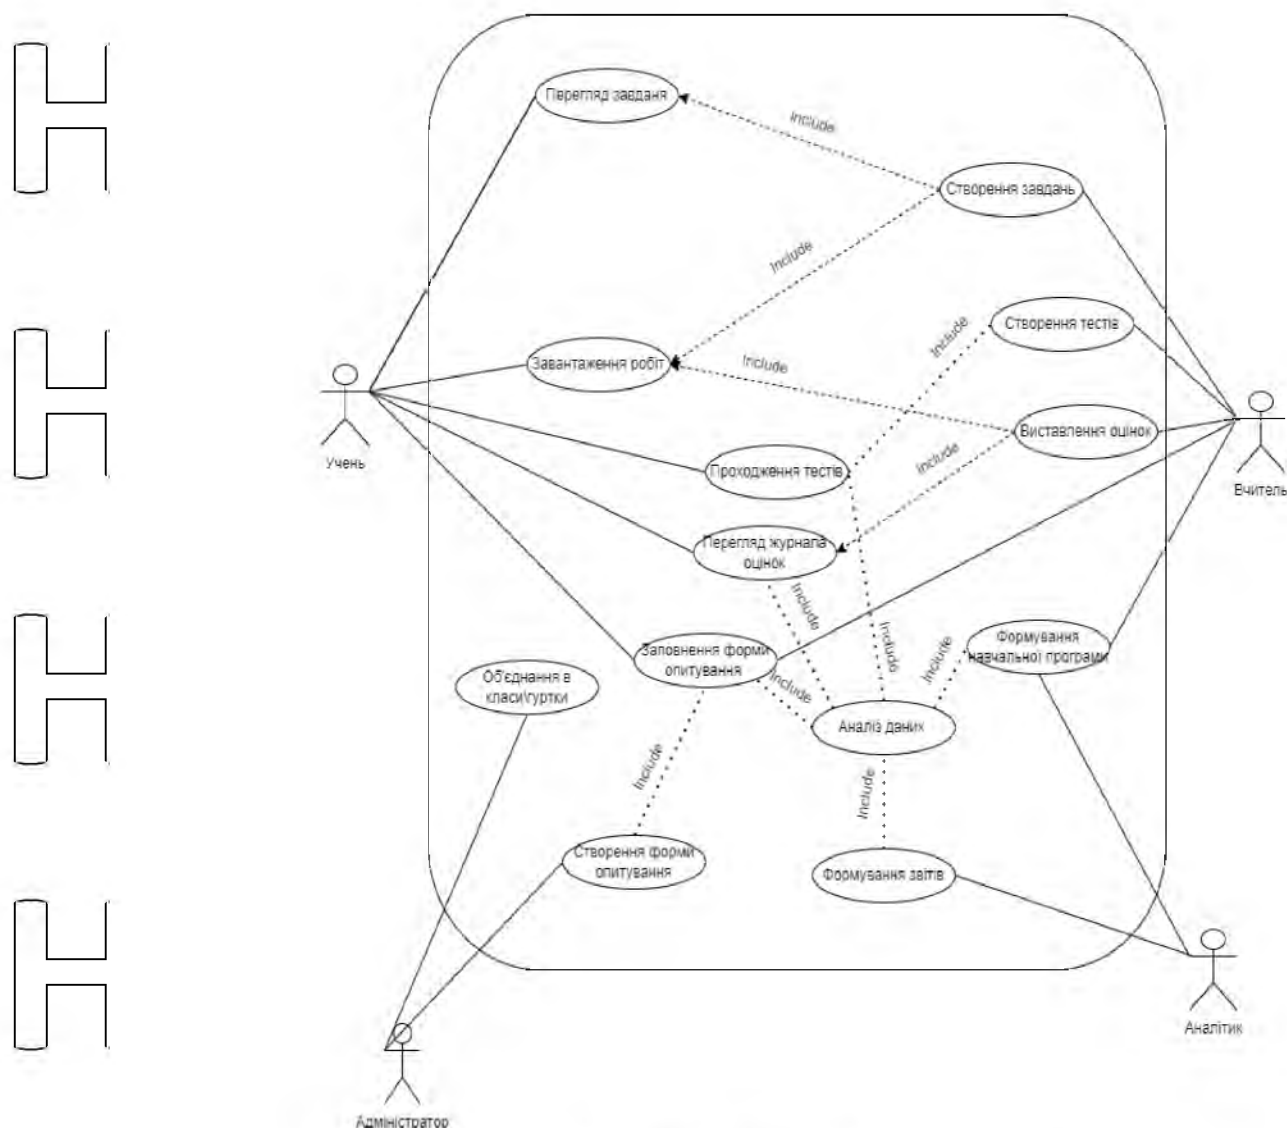 Перегляд завданя
Include
Створення завдань
Include
Створення тестів
Include
Завантаження робіт
Include
Виставлення оцінок
Учень
Вчитель
Проходження тестів
Include
Перегляд журнала
оцінок
Include
Include
Include
Формування
навчальної програми
Заповнення форми
опитування
Include
Об'єднання в
класи\гуртки
Аналіз даних
Include
Include
Створення форми
опитування
Формування звітів
Аналітик
Адміністратор